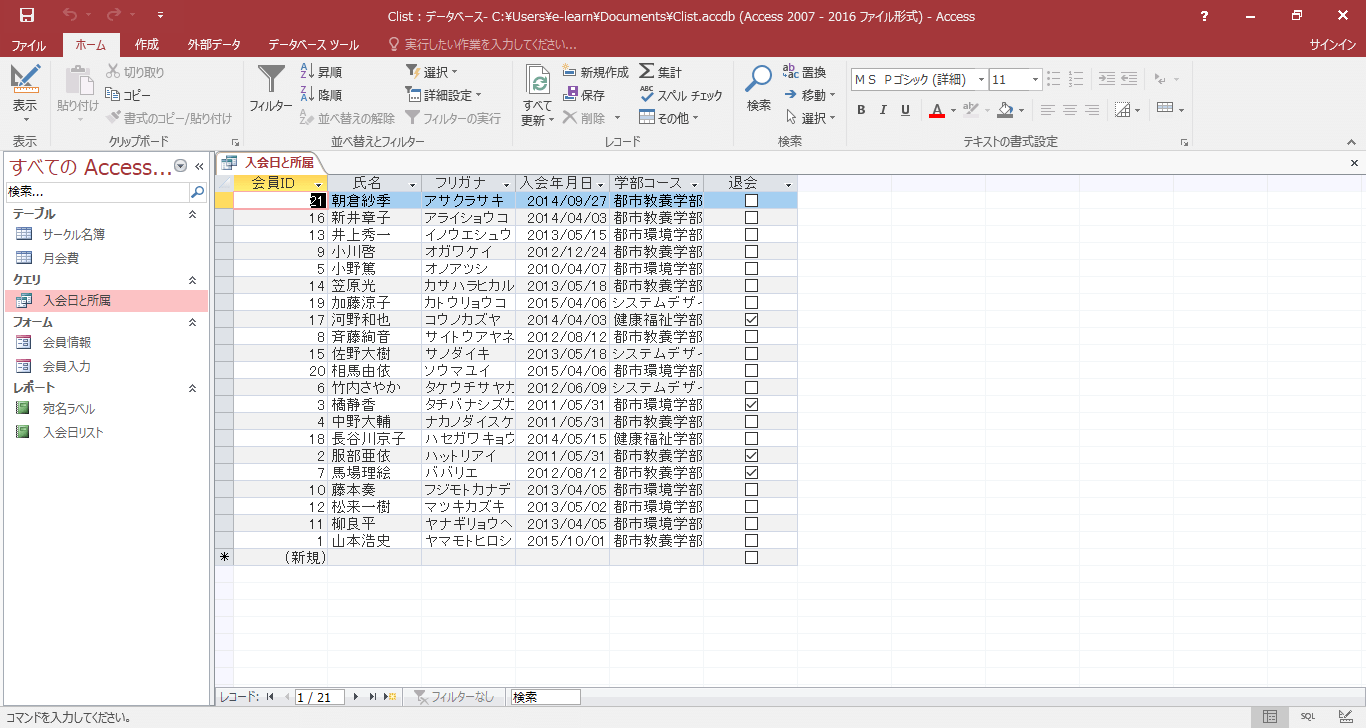 Clist : データベース- C:¥Users¥e-learn¥Documents¥Clist.accdb (Access 2007 - 2016 ファイル形式) - Access
?
ファイル ホーム 作成 外部データ データベース ツール 実行したい作業を入力してください... サインイン
表示 貼り付け 切り取り コピー 書式のコピー/貼り付け
フィルター 昇順 降順 並べ替えの解除 選択 詳細設定 フィルターの実行
すべて更新 新規作成 保存 削除 集計 スペル チェック その他
検索 置換 移動 選択
ＭＳ Ｐゴシック (詳細) 11
B I U A
表示 クリップボード 並べ替えとフィルター レコード 検索 テキストの書式設定
すべての Access... «
検索...
テーブル
サークル名簿
月会費
クエリ
入会日と所属
フォーム
会員情報
会員入力
レポート
宛名ラベル
入会日リスト
入会日と所属
会員ID 氏名 フリガナ 入会年月日 学部コース 退会
21 朝倉紗季 アサクラサキ 2014/09/27 都市教養学部
16 新井章子 アライショウコ 2014/04/03 都市教養学部
13 井上秀一 イノウエシュウ 2013/05/15 都市環境学部
9 小川啓 オガワケイ 2012/12/24 都市教養学部
5 小野篤 オノアツシ 2010/04/07 都市環境学部
14 笠原光 カサハラヒカル 2013/05/18 都市教養学部
19 加藤涼子 カトウリョウコ 2015/04/06 システムデザイ
17 河野和也 コウノカズヤ 2014/04/03 健康福祉学部
8 斉藤絢音 サイトウアヤネ 2012/08/12 都市教養学部
15 佐野大樹 サノダイキ 2013/05/18 システムデザイ
20 相馬由依 ソウマユイ 2015/04/06 都市環境学部
6 竹内さやか タケウチサヤカ 2012/06/09 システムデザイ
3 橘静香 タチバナシズカ 2011/05/31 都市環境学部
4 中野大輔 ナカノダイスケ 2011/05/31 都市教養学部
18 長谷川京子 ハセガワキョウ 2014/05/15 健康福祉学部
2 服部亜依 ハットリアイ 2011/05/31 都市教養学部
7 馬場理絵 ババリエ 2012/08/12 都市教養学部
10 藤本奏 フジモトカナデ 2013/04/05 都市環境学部
12 松来一樹 マツキカズキ 2013/05/02 都市環境学部
11 柳良平 ヤナギリョウヘ 2013/04/05 都市環境学部
1 山本浩史 ヤマモトヒロシ 2015/10/01 都市教養学部
* (新規)
レコード: 1 / 21 フィルターなし 検索
コマンドを入力してください。 SQL